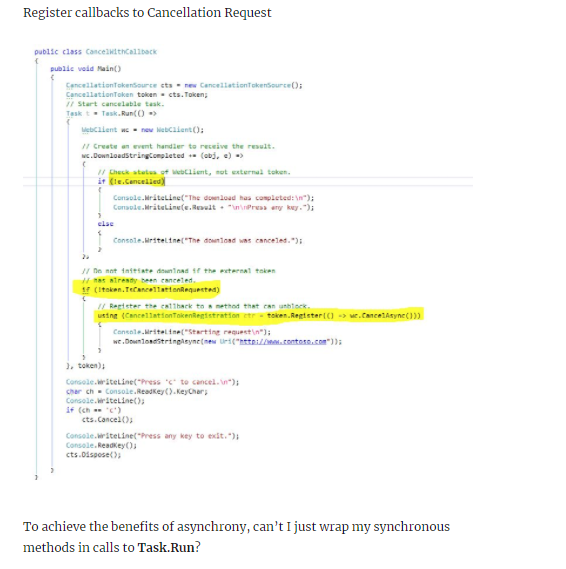 Register callbacks to Cancellation Request
public class CancelWithCallback
{
public void Main()
{
CancellationTokenSource cts = new CancellationTokenSource();
CancellationToken token = cts.Token;
// Start cancelable task.
Task t = Task.Run(() =>
{
WebClient wc = new WebClient();
// Create an event handler to receive the result.
wc.DownloadStringCompleted += (obj, e) =>
{
// Check status of WebClient, not external token.
if (!e.Cancelled)
{
Console.WriteLine("The download has completed:\n");
Console.WriteLine(e.Result + "\n\nPress any key.");
}
else
{
Console.WriteLine("The download was canceled.");
}
};
// Do not initiate download if the external token
// has already been canceled.
if (!token.IsCancellationRequested)
{
// Register the callback to a method that can unblock.
using (CancellationTokenRegistration ctr = token.Register(() => wc.CancelAsync()))
{
Console.WriteLine("Starting request\n");
wc.DownloadStringAsync(new Uri("http://www.contoso.com"));
}
}
}, token);
Console.WriteLine("Press 'c' to cancel.\n");
char ch = Console.ReadKey().KeyChar;
Console.WriteLine();
if (ch == 'c')
cts.Cancel();
Console.WriteLine("Press any key to exit.");
Console.ReadKey();
cts.Dispose();
}
}
To achieve the benefits of asynchrony, can’t I just wrap my synchronous
methods in calls to Task.Run?